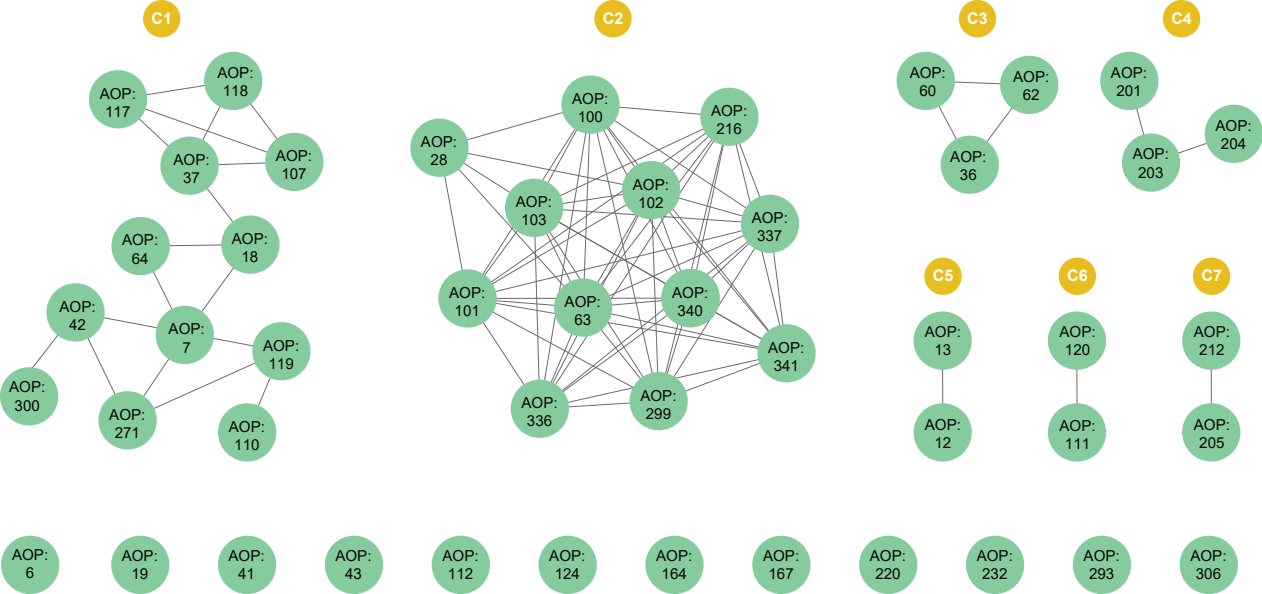 C1
C2
C3
C4
AOP:
117
AOP:
118
AOP:
37
AOP:
107
AOP:
64
AOP:
18
AOP:
42
AOP:
7
AOP:
119
AOP:
300
AOP:
271
AOP:
110
AOP:
100
AOP:
216
AOP:
28
AOP:
103
AOP:
102
AOP:
337
AOP:
101
AOP:
63
AOP:
340
AOP:
341
AOP:
336
AOP:
299
AOP:
60
AOP:
62
AOP:
36
AOP:
201
AOP:
204
AOP:
203
C5
C6
C7
AOP:
13
AOP:
120
AOP:
212
AOP:
12
AOP:
111
AOP:
205
AOP:
6
AOP:
19
AOP:
41
AOP:
43
AOP:
112
AOP:
124
AOP:
164
AOP:
167
AOP:
220
AOP:
232
AOP:
293
AOP:
306